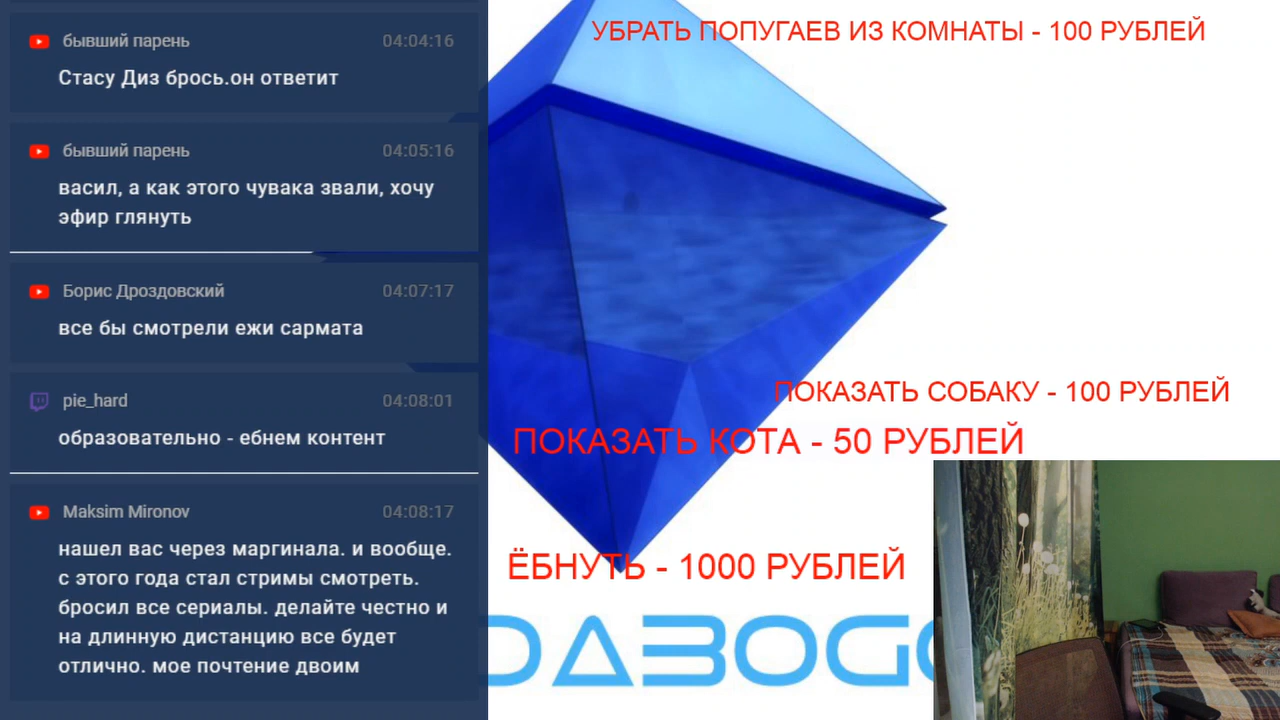 бывший парень 04:04:16
Стасу Диз брось.он ответит
бывший парень 04:05:16
васил, а как этого чувака звали, хочу
эфир глянуть
Борис Дроздовский 04:07:17
все бы смотрели ежи сармата
pie_hard 04:08:01
образовательно - ебнем контент
Maksim Mironov 04:08:17
нашел вас через маргинала. и вообще.
с этого года стал стримы смотреть.
бросил все сериалы. делайте честно и
на длинную дистанцию все будет
отлично. мое почтение двоим
УБРАТЬ ПОПУГАЕВ ИЗ КОМНАТЫ - 100 РУБЛЕЙ
ПОКАЗАТЬ СОБАКУ - 100 РУБЛЕЙ
ПОКАЗАТЬ КОТА - 50 РУБЛЕЙ
ЁБНУТЬ - 1000 РУБЛЕЙ